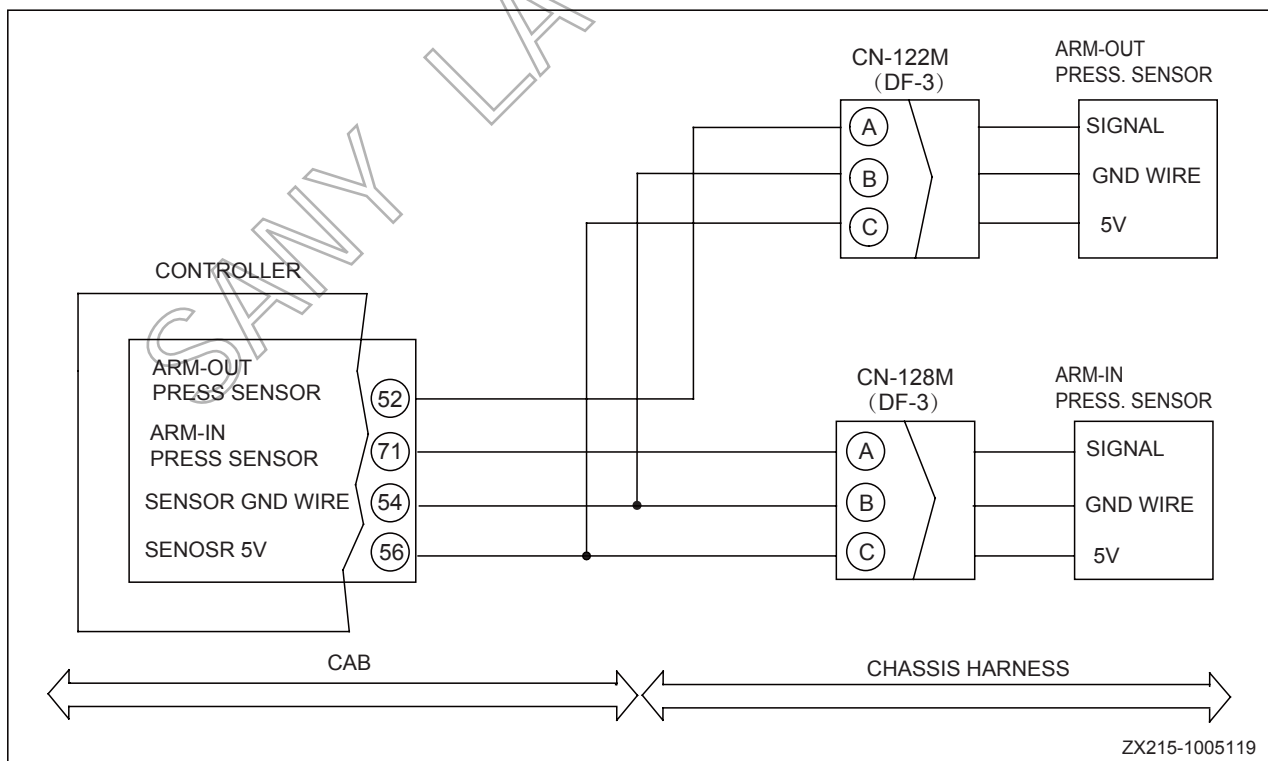 SANY LA
CN-122M
（DF-3）
ARM-OUT
PRESS. SENSOR
A
SIGNAL
B
GND WIRE
C
5V
CONTROLLER
ARM-OUT
PRESS SENSOR
52
ARM-IN
PRESS SENSOR
71
SENSOR GND WIRE
54
SENOSR 5V
56
CN-128M
（DF-3）
ARM-IN
PRESS. SENSOR
A
SIGNAL
B
GND WIRE
C
5V
CAB
CHASSIS HARNESS
ZX215-1005119